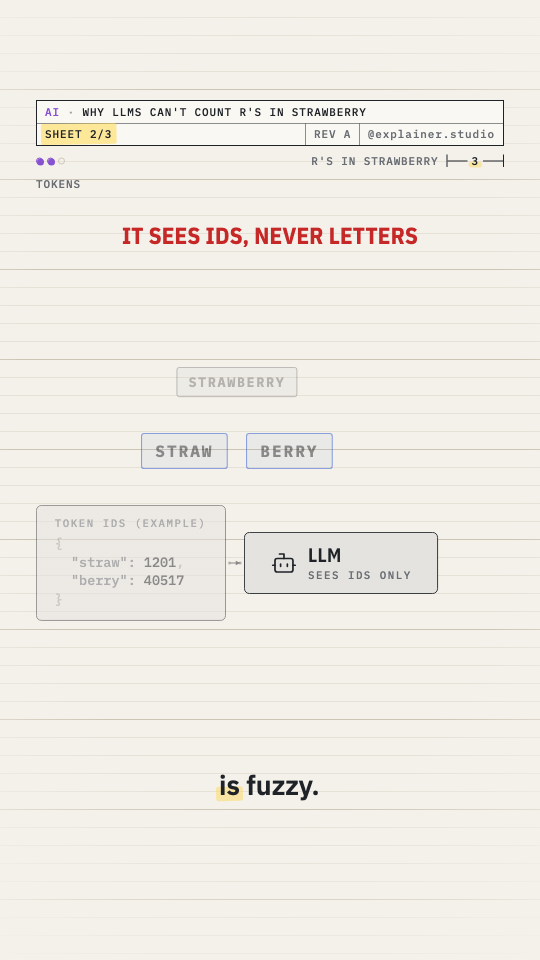 AI · WHY LLMS CAN'T COUNT R'S IN STRAWBERRY
SHEET 2/3 REV A @explainer.studio
R'S IN STRAWBERRY 3
TOKENS
IT SEES IDS, NEVER LETTERS
STRAWBERRY
STRAW BERRY
TOKEN IDS (EXAMPLE)
{
"straw": 1201,
"berry": 40517
}
LLM
SEES IDS ONLY
is fuzzy.